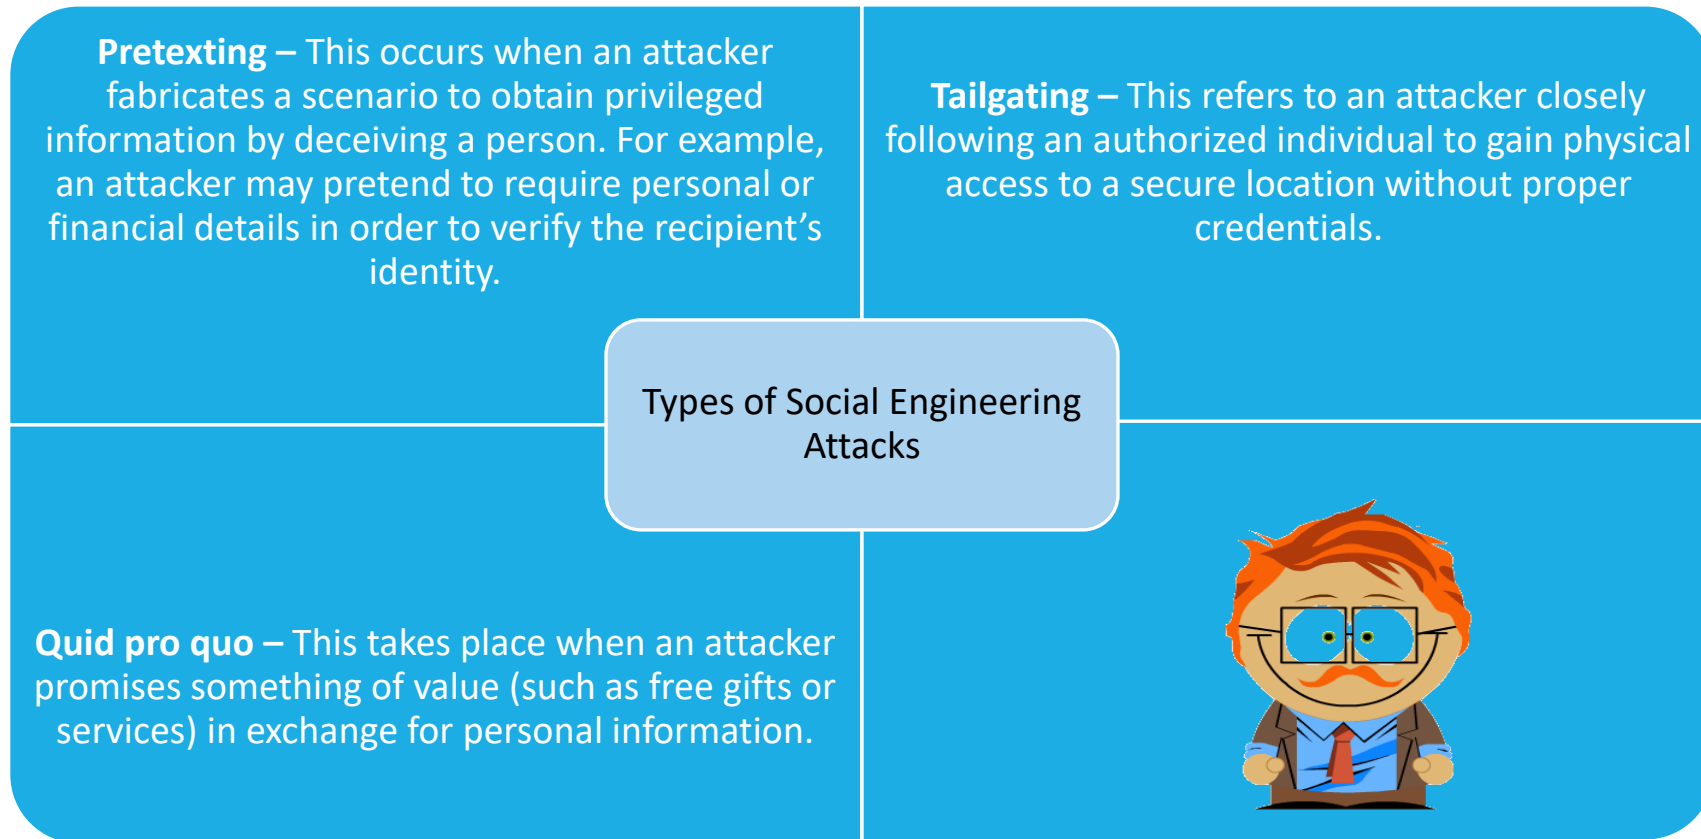 Pretexting – This occurs when an attacker
fabricates a scenario to obtain privileged
information by deceiving a person. For example,
an attacker may pretend to require personal or
financial details in order to verify the recipient’s
identity.
Tailgating – This refers to an attacker closely
following an authorized individual to gain physical
access to a secure location without proper
credentials.
Types of Social Engineering
Attacks
Quid pro quo – This takes place when an attacker
promises something of value (such as free gifts or
services) in exchange for personal information.